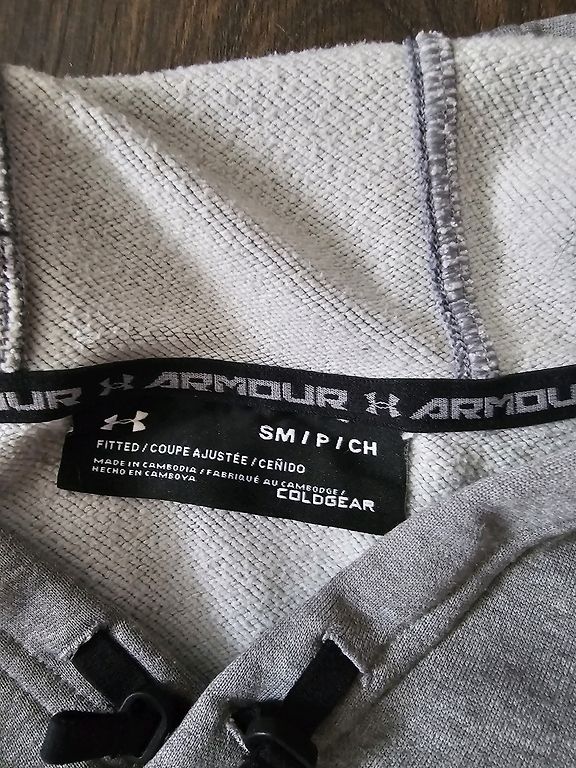 UR ARMOUR ARMOU
SM / P / CH
FITTED / COUPE AJUSTÉE / CEÑIDO
MADE IN CAMBODIA / FABRIQUÉ AU CAMBODGE /
HECHO EN CAMBOYA
COLDGEAR